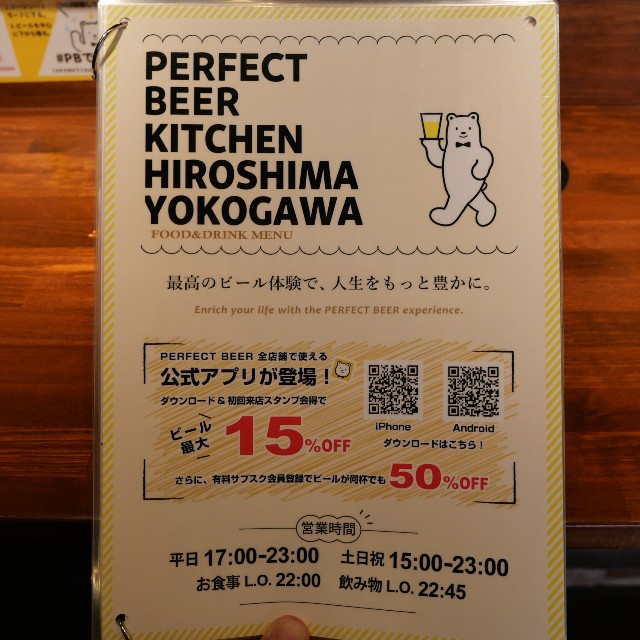 #PBで
PERFECT
BEER
KITCHEN
HIROSHIMA
YOKOGAWA
FOOD&DRINK MENU
最高のビール体験で、人生をもっと豊かに。
Enrich your life with the PERFECT BEER experience.
PERFECT BEER 全店舗で使える
公式アプリが登場！
ダウンロード＆初回来店スタンプ会得で
ビール
最大
15%OFF
iPhone
Android
ダウンロードはこちら！
さらに、有料サブスク会員登録でビールが何杯でも 50%OFF
営業時間
平日 17:00-23:00 土日祝 15:00-23:00
お食事 L.O. 22:00 飲み物 L.O. 22:45